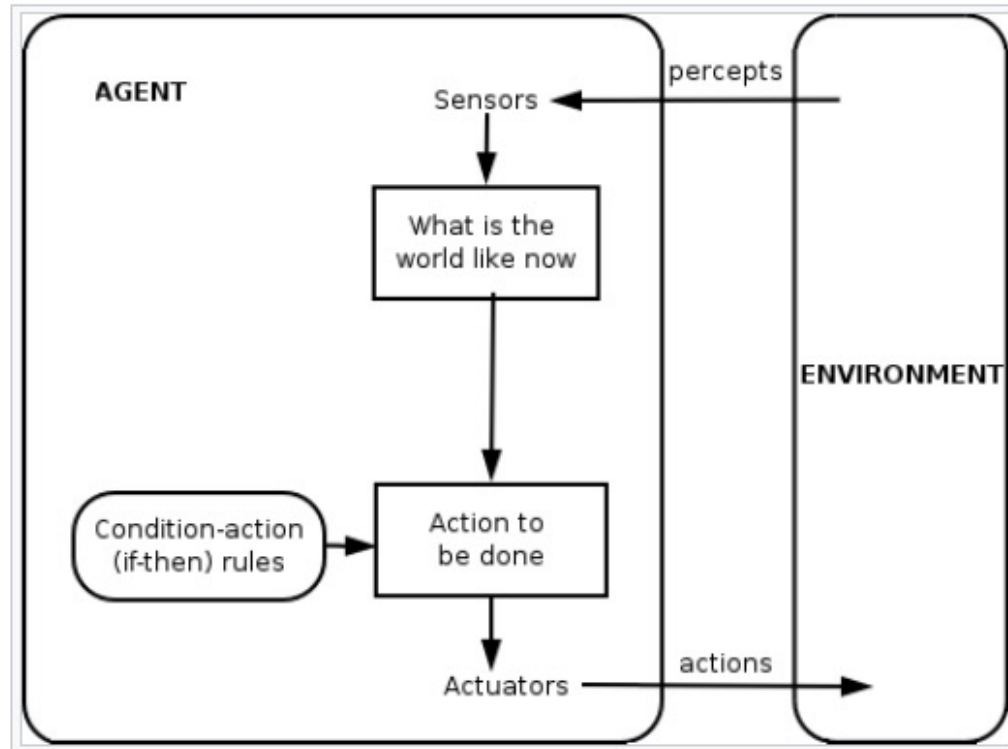 AGENT
percepts
Sensors
What is the
world like now
ENVIRONMENT
Condition-action
(if-then) rules
Action to
be done
actions
Actuators